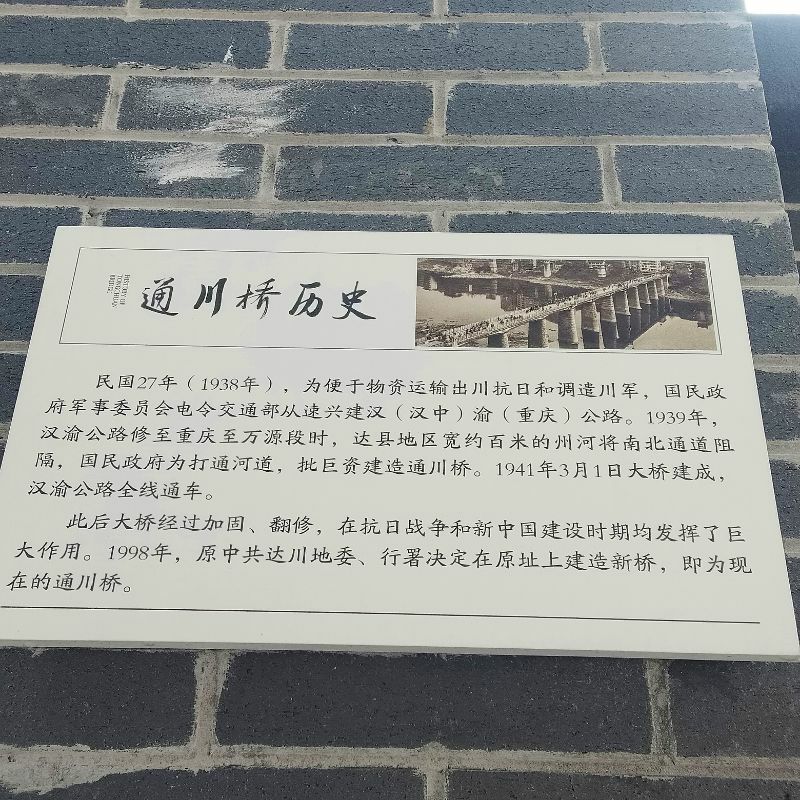 HISTORY OF
TONGCHUAN
BRIDGE
通川桥历史
民国27年（1938年），为便于物资运输出川抗日和调遣川军，国民政
府军事委员会电令交通部从速兴建汉（汉中）渝（重庆）公路。1939年，
汉渝公路修至重庆至万源段时，达县地区宽约百米的州河将南北通道阻
隔，国民政府为打通河道，批巨资建造通川桥。1941年3月1日大桥建成，
汉渝公路全线通车。
此后大桥经过加固、翻修，在抗日战争和新中国建设时期均发挥了巨
大作用。1998年，原中共达川地委、行署决定在原址上建造新桥，即为现
在的通川桥。